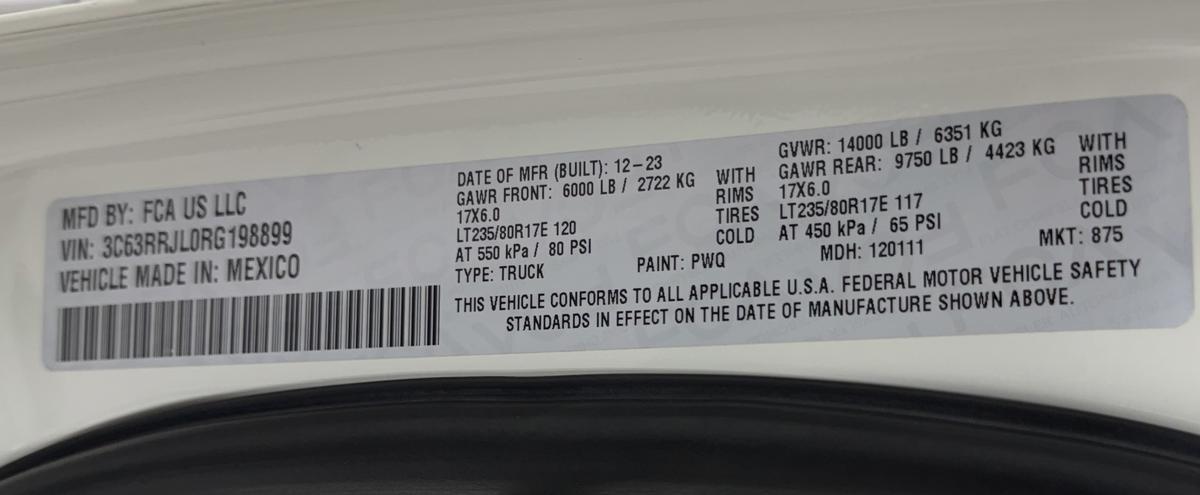 MFD BY: FCA US LLC
VIN: 3C63RRJL0RG198899
VEHICLE MADE IN: MEXICO
DATE OF MFR (BUILT): 12-23
GAWR FRONT: 6000 LB / 2722 KG WITH
17X6.0 RIMS
LT235/80R17E 120 TIRES
AT 550 kPa / 80 PSI COLD
TYPE: TRUCK PAINT: PWQ
GVWR: 14000 LB / 6351 KG
GAWR REAR: 9750 LB / 4423 KG WITH
17X6.0 RIMS
LT235/80R17E 117 TIRES
AT 450 kPa / 65 PSI COLD
MDH: 120111 MKT: 875
THIS VEHICLE CONFORMS TO ALL APPLICABLE U.S.A. FEDERAL MOTOR VEHICLE SAFETY
STANDARDS IN EFFECT ON THE DATE OF MANUFACTURE SHOWN ABOVE.